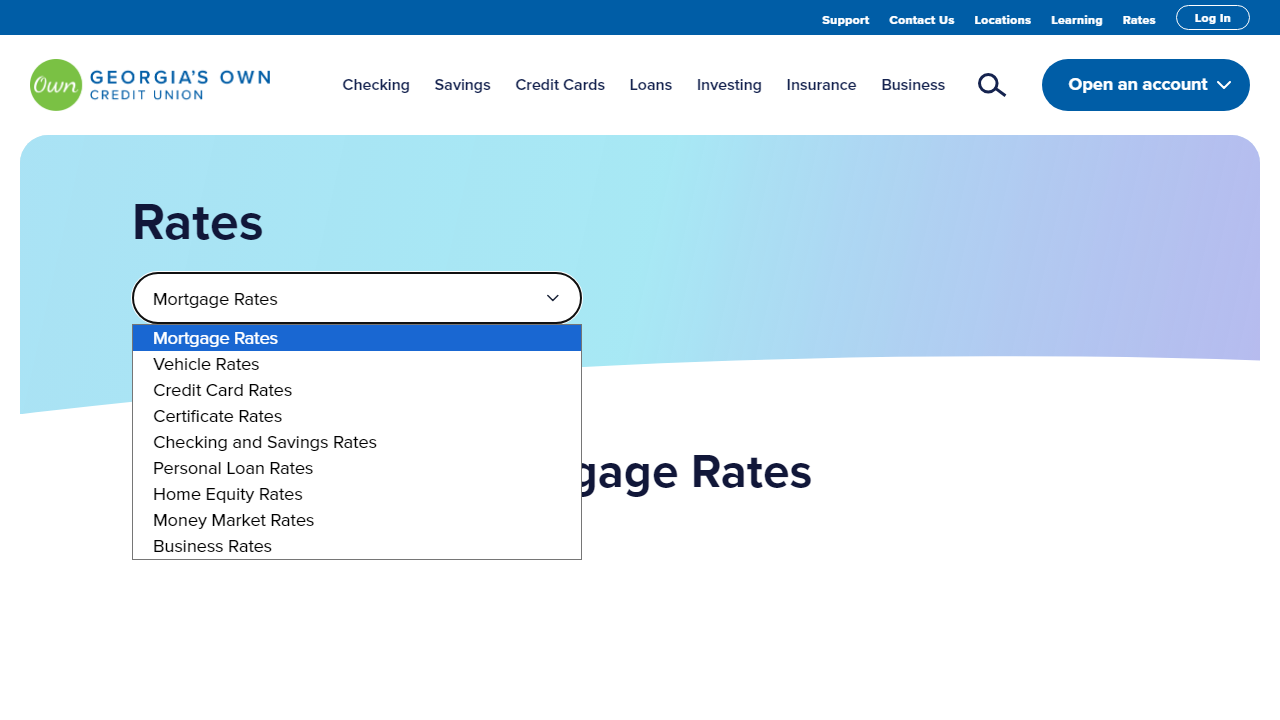 Support Contact Us Locations Learning Rates Log In
Own GEORGIA'S OWN
CREDIT UNION
Checking Savings Credit Cards Loans Investing Insurance Business
Open an account
Rates
Mortgage Rates
Mortgage Rates
Vehicle Rates
Credit Card Rates
Certificate Rates
Checking and Savings Rates
Personal Loan Rates
gage Rates
Home Equity Rates
Money Market Rates
Business Rates